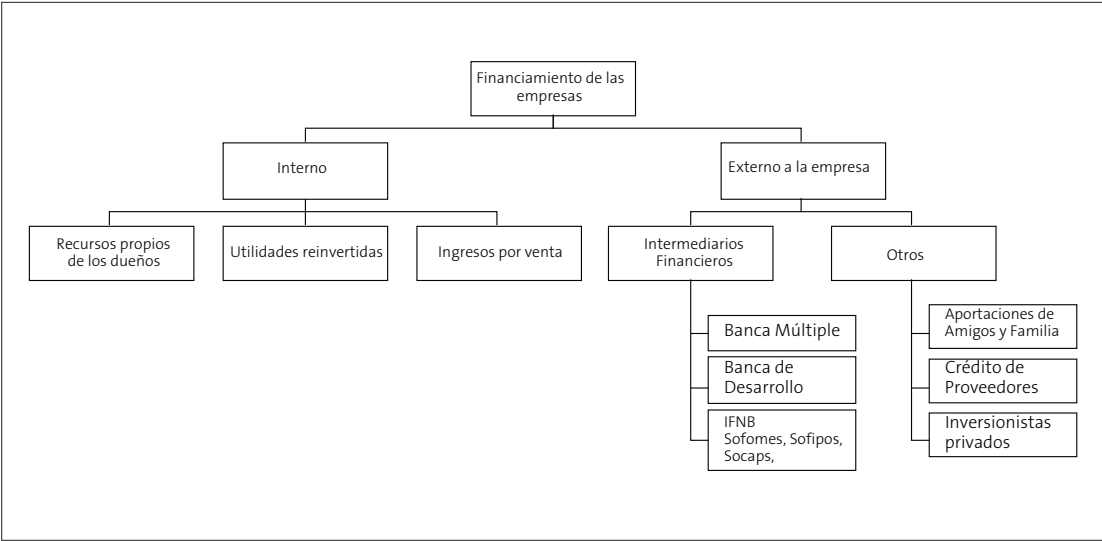 Financiamiento de las
empresas
Interno
Externo a la empresa
Recursos propios
de los dueños
Utilidades reinvertidas
Ingresos por venta
Intermediarios
Financieros
Otros
Banca Múltiple
Banca de
Desarrollo
IFNB
Sofomes, Sofipos,
Socaps,
Aportaciones de
Amigos y Familia
Crédito de
Proveedores
Inversionistas
privados